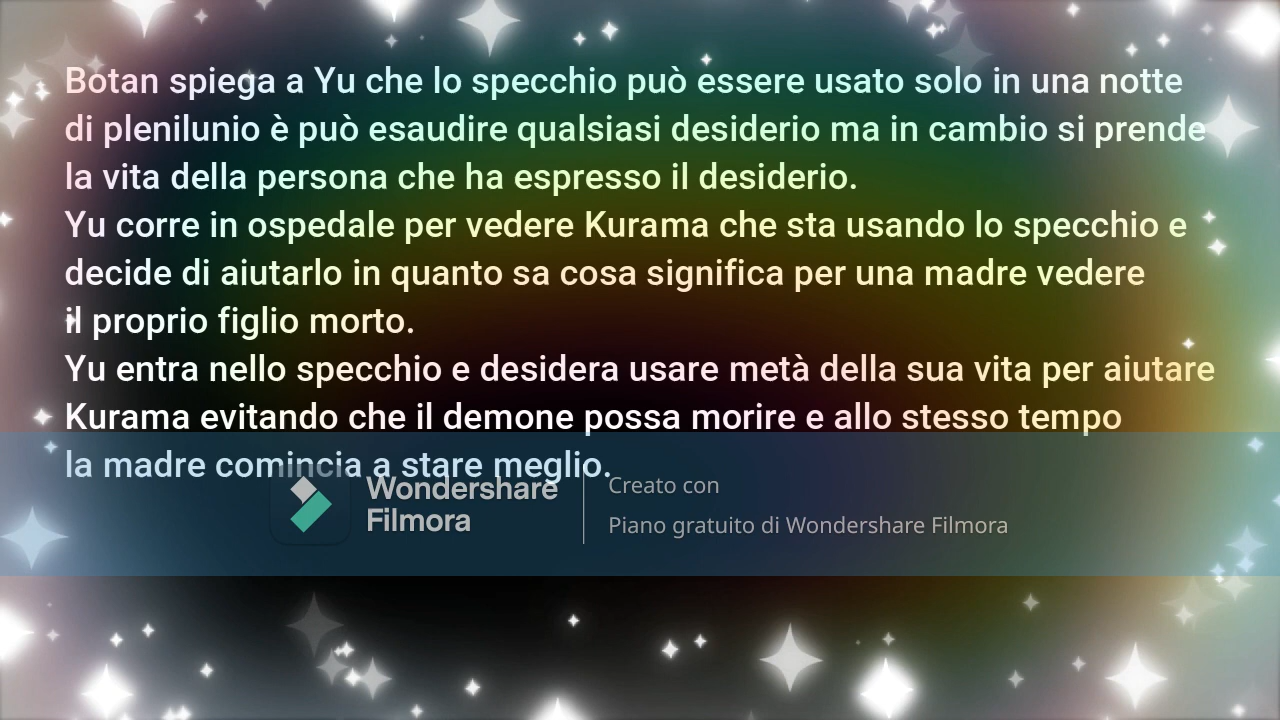 Botan spiega a Yu che lo specchio può essere usato solo in una notte
di plenilunio è può esaudire qualsiasi desiderio ma in cambio si prende
la vita della persona che ha espresso il desiderio.
Yu corre in ospedale per vedere Kurama che sta usando lo specchio e
decide di aiutarlo in quanto sa cosa significa per una madre vedere
il proprio figlio morto.
Yu entra nello specchio e desidera usare metà della sua vita per aiutare
Kurama evitando che il demone possa morire e allo stesso tempo
la madre comincia a stare meglio.
Wondershare
Filmora
Creato con
Piano gratuito di Wondershare Filmora